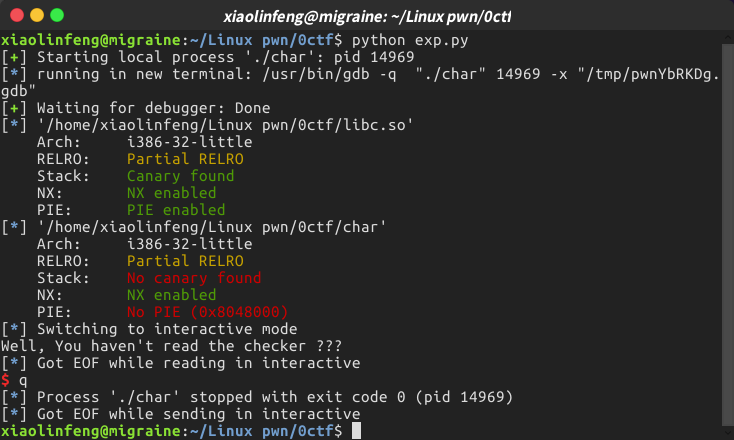 xiaolinfeng@migraine: ~/Linux pwn/0ctf
xiaolinfeng@migraine:~/Linux pwn/0ctf$ python exp.py
[+] Starting local process './char': pid 14969
[*] running in new terminal: /usr/bin/gdb -q  "./char" 14969 -x "/tmp/pwnYbRKDg.
gdb"
[+] Waiting for debugger: Done
[*] '/home/xiaolinfeng/Linux pwn/0ctf/libc.so'
    Arch:     i386-32-little
    RELRO:    Partial RELRO
    Stack:    Canary found
    NX:       NX enabled
    PIE:      PIE enabled
[*] '/home/xiaolinfeng/Linux pwn/0ctf/char'
    Arch:     i386-32-little
    RELRO:    Partial RELRO
    Stack:    No canary found
    NX:       NX enabled
    PIE:      No PIE (0x8048000)
[*] Switching to interactive mode
Well, You haven't read the checker ???
[*] Got EOF while reading in interactive
$ q
[*] Process './char' stopped with exit code 0 (pid 14969)
[*] Got EOF while sending in interactive
xiaolinfeng@migraine:~/Linux pwn/0ctf$